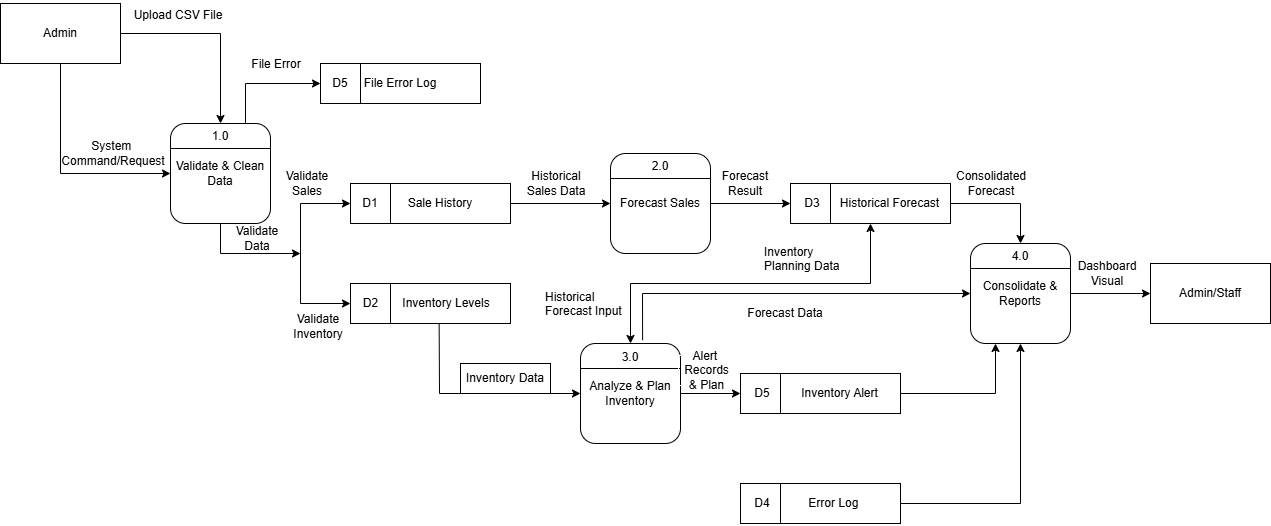 Upload CSV File
Admin
File Error
D5
File Error Log
1.0
System
Command/Request
Validate & Clean
Data
Validate
Sales
D1
Sale History
Historical
Sales Data
2.0
Forecast Sales
Forecast
Result
D3
Historical Forecast
Consolidated
Forecast
Validate
Data
Inventory
Planning Data
4.0
Consolidate &
Reports
Dashboard
Visual
Admin/Staff
D2
Inventory Levels
Validate
Inventory
Historical
Forecast Input
Forecast Data
3.0
Analyze & Plan
Inventory
Inventory Data
Alert
Records
& Plan
D5
Inventory Alert
D4
Error Log